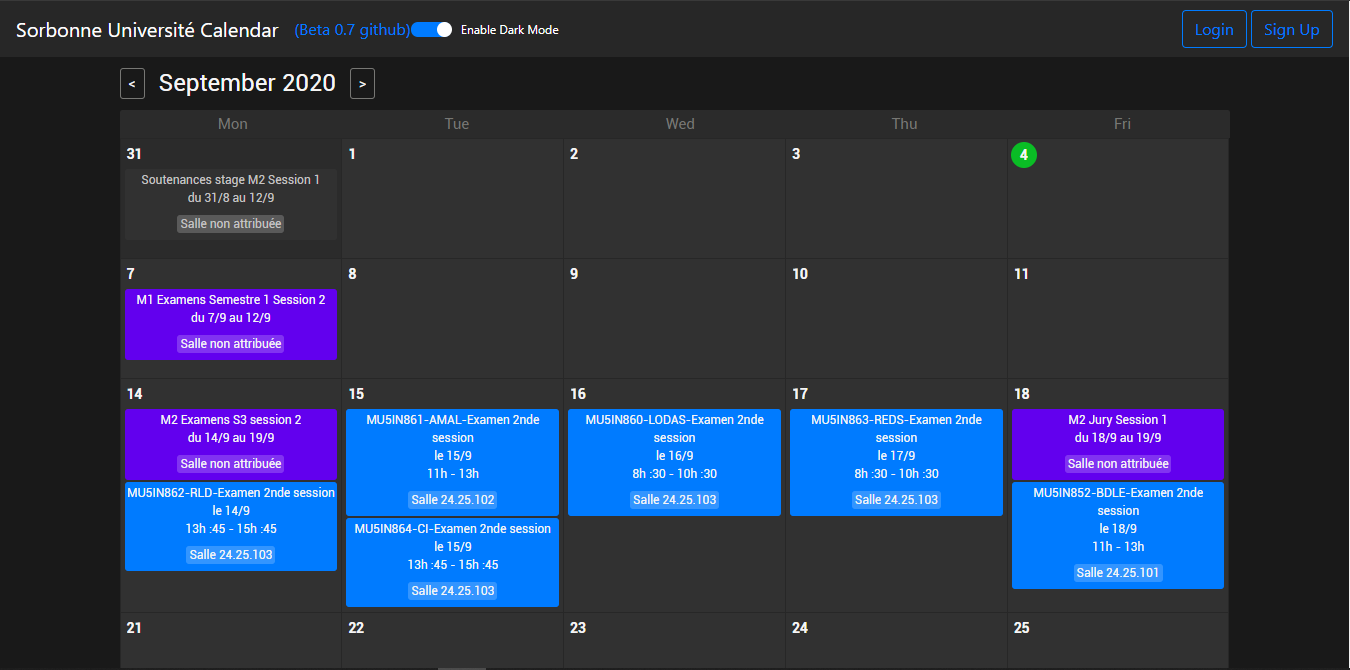 Sorbonne Université Calendar (Beta 0.7 github) Enable Dark Mode Login Sign Up
< September 2020 >
Mon Tue Wed Thu Fri
31 1 2 3 4
Soutenances stage M2 Session 1
du 31/8 au 12/9
Salle non attribuée
7 8 9 10 11
M1 Examens Semestre 1 Session 2
du 7/9 au 12/9
Salle non attribuée
14
M2 Examens S3 session 2
du 14/9 au 19/9
Salle non attribuée
MU5IN862-RLD-Examen 2nde session
le 14/9
13h :45 - 15h :45
Salle 24.25.103
15
MU5IN861-AMAL-Examen 2nde
session
le 15/9
11h - 13h
Salle 24.25.102
MU5IN864-CI-Examen 2nde session
le 15/9
13h :45 - 15h :45
Salle 24.25.103
16
MU5IN860-LODAS-Examen 2nde
session
le 16/9
8h :30 - 10h :30
Salle 24.25.103
17
MU5IN863-REDS-Examen 2nde
session
le 17/9
8h :30 - 10h :30
Salle 24.25.103
18
M2 Jury Session 1
du 18/9 au 19/9
Salle non attribuée
MU5IN852-BDLE-Examen 2nde
session
le 18/9
11h - 13h
Salle 24.25.101
21 22 23 24 25